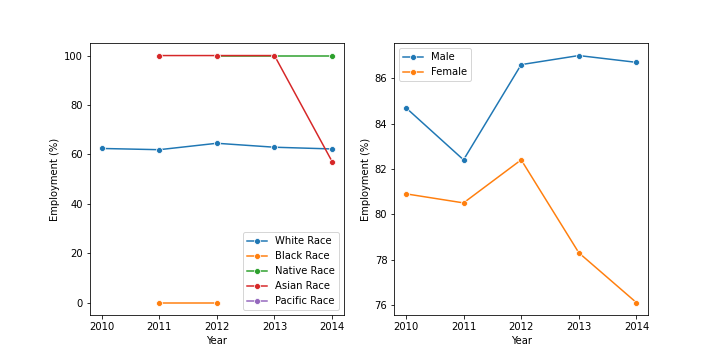 100
80
60
40
20
0
Employment (%)
2010 2011 2012 2013 2014
Year
White Race
Black Race
Native Race
Asian Race
Pacific Race
Male
Female
86
84
82
80
78
76
Employment (%)
2010 2011 2012 2013 2014
Year